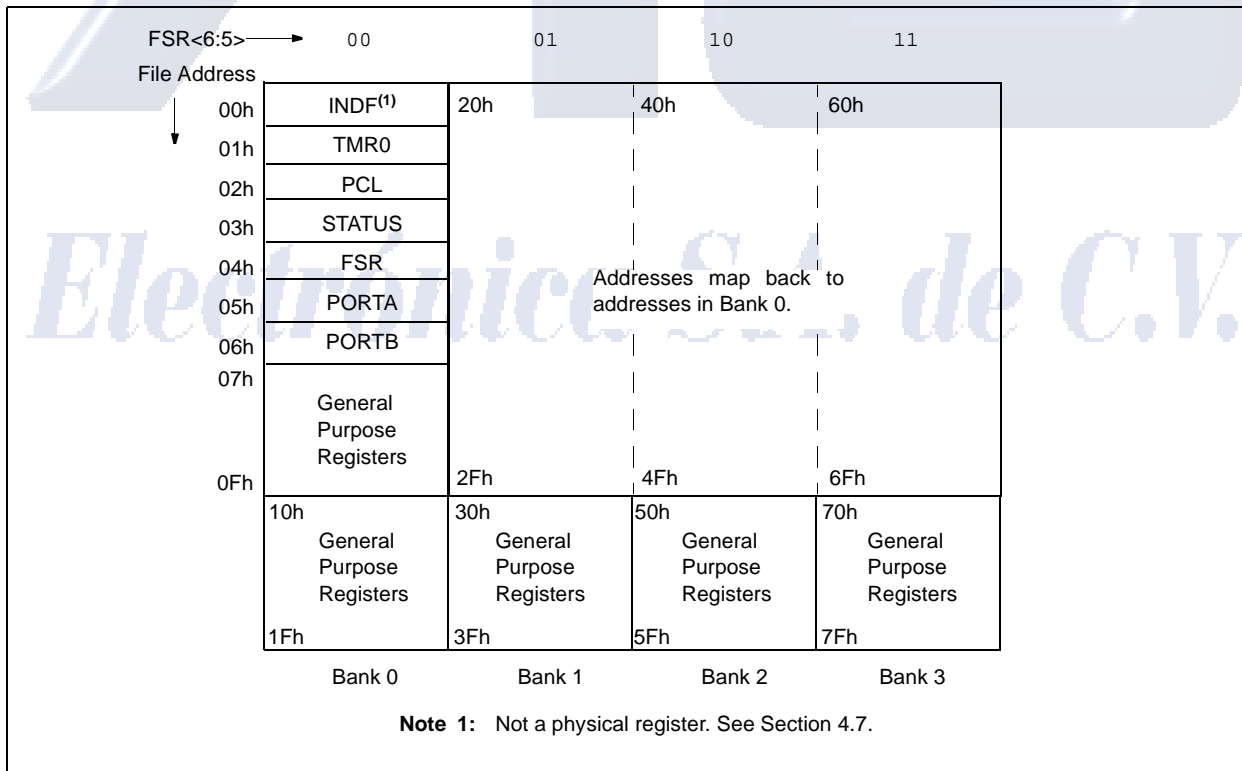 FSR<6:5> 00 01 10 11
File Address
00h INDF(1) 20h 40h 60h
01h TMR0
02h PCL
03h STATUS
04h FSR
05h PORTA
06h PORTB
Addresses map back to
addresses in Bank 0.
Electrónica S.A. de C.V.
07h
General
Purpose
Registers
0Fh 2Fh 4Fh 6Fh
10h 30h 50h 70h
General General General General
Purpose Purpose Purpose Purpose
Registers Registers Registers Registers
1Fh 3Fh 5Fh 7Fh
Bank 0 Bank 1 Bank 2 Bank 3
Note 1: Not a physical register. See Section 4.7.